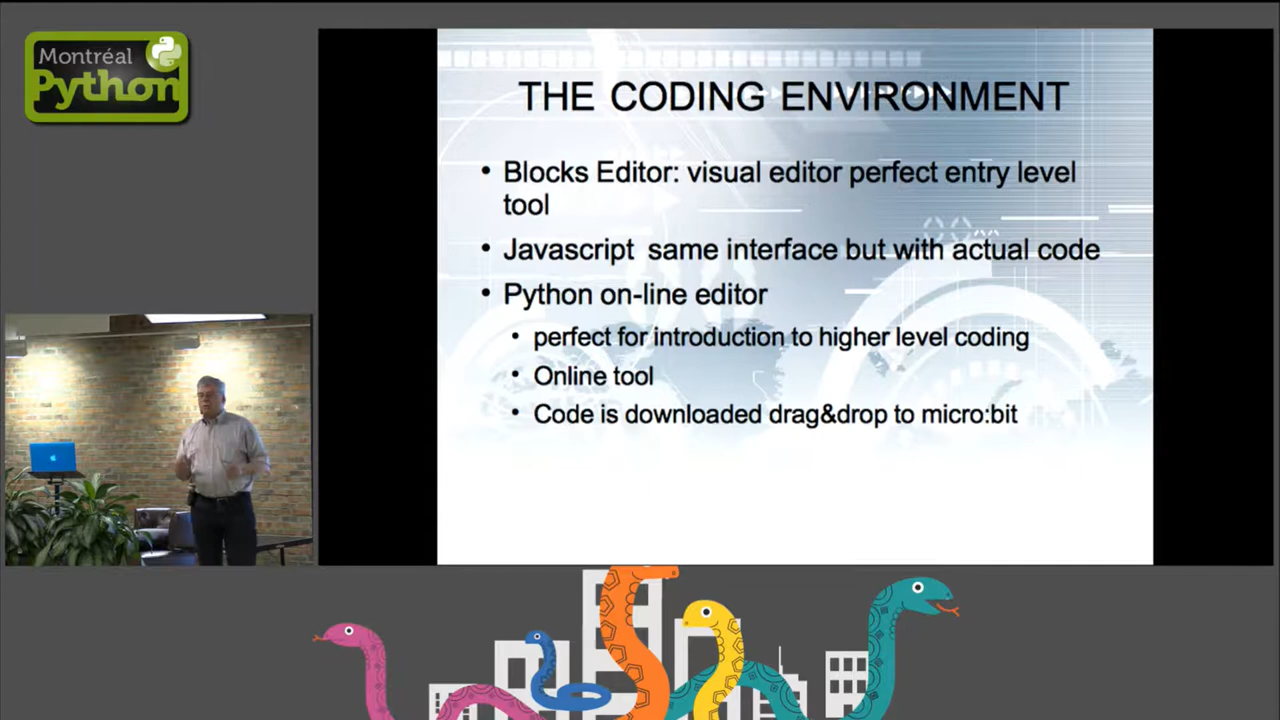 Montréal
Python
THE CODING ENVIRONMENT
• Blocks Editor: visual editor perfect entry level
tool
• Javascript  same interface but with actual code
• Python on-line editor
• perfect for introduction to higher level coding
• Online tool
• Code is downloaded drag&drop to micro:bit